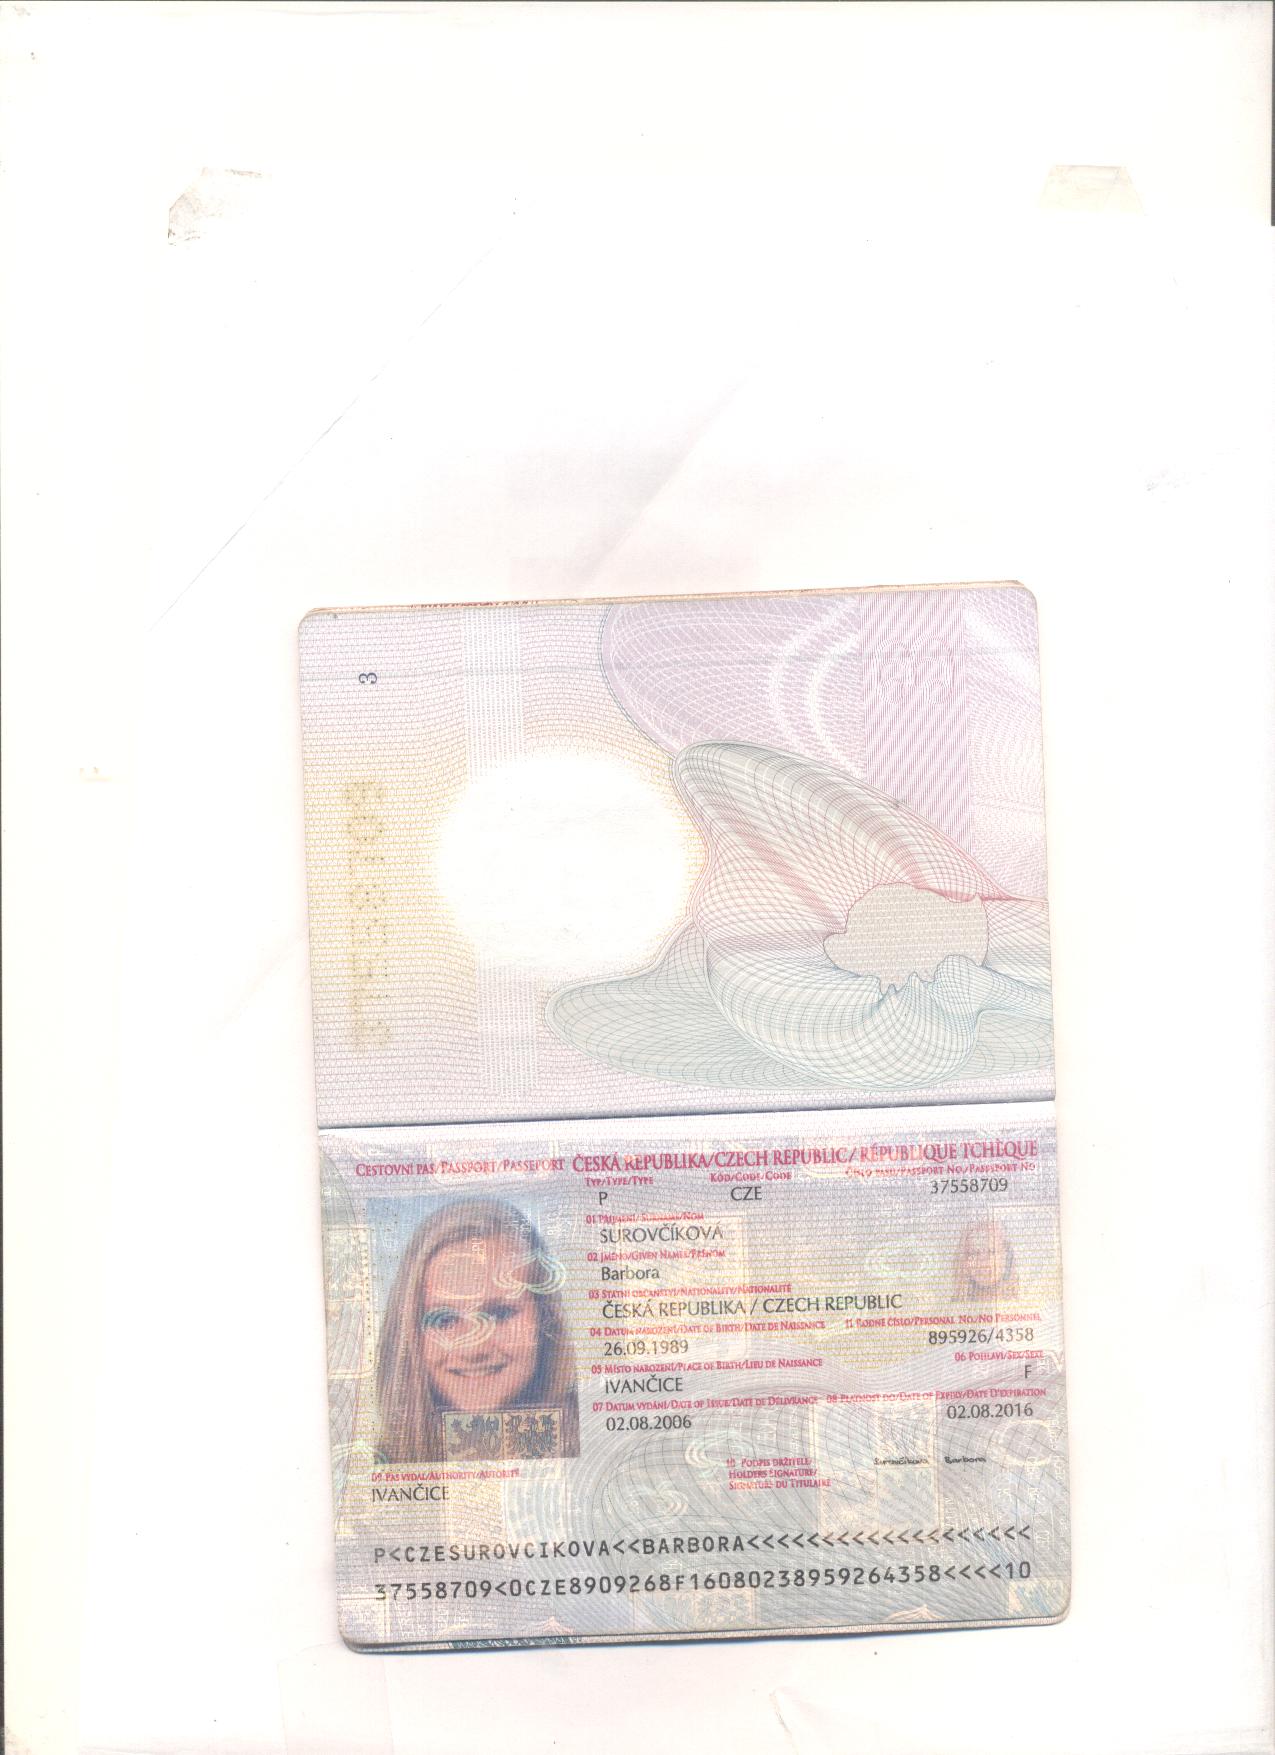 3
CESTOVNÍ PAS/PASSPORT/PASSEPORT ČESKÁ REPUBLIKA/CZECH REPUBLIC/RÉPUBLIQUE TCHÈQUE
TYP/TYPE/TYPE KÓD/CODE/CODE ČÍSLO PASU/PASSPORT NO/PASSEPORT NO
P CZE 37558709
01 PŘÍJMENÍ/SURNAME/NOM
SUROVČÍKOVÁ
02 JMÉNO/GIVEN NAMES/PRÉNOM
Barbora
03 STÁTNÍ OBČANSTVÍ/NATIONALITY/NATIONALITÉ
ČESKÁ REPUBLIKA / CZECH REPUBLIC
04 DATUM NAROZENÍ/DATE OF BIRTH/DATE DE NAISSANCE 11 RODNÉ ČÍSLO/PERSONAL NO./NO PERSONNEL
26.09.1989 895926/4358
05 MÍSTO NAROZENÍ/PLACE OF BIRTH/LIEU DE NAISSANCE 06 POHLAVÍ/SEX/SEXE
IVANČICE F
07 DATUM VYDÁNÍ/DATE OF ISSUE/DATE DE DÉLIVRANCE 08 PLATNOST DO/DATE OF EXPIRY/DATE D'EXPIRATION
02.08.2006 02.08.2016
09 PAS VYDAL/AUTHORITY/AUTORITÉ
IVANČICE
10 PODPIS DRŽITELE/
HOLDERS SIGNATURE/
SIGNATURE DU TITULAIRE
Surovčíková Barbora
P<CZESUROVCIKOVA<<BARBORA<<<<<<<<<<<<<<<<<<<
37558709<0CZE8909268F16080238959264358<<<<10